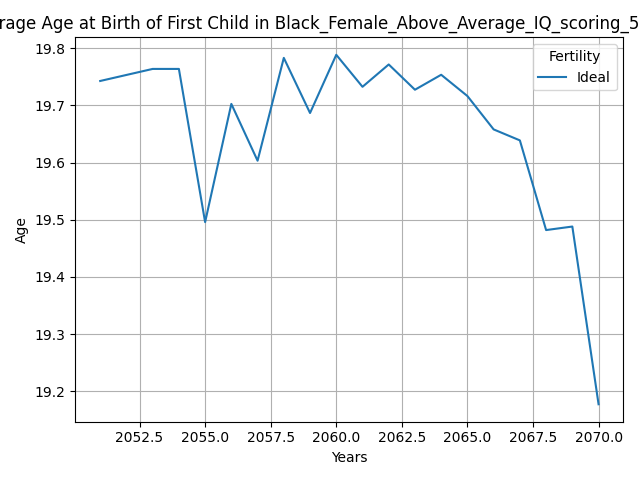 rage Age at Birth of First Child in Black_Female_Above_Average_IQ_scoring_5
19.8
19.7
19.6
19.5
19.4
19.3
19.2
Age
Fertility
Ideal
2052.5 2055.0 2057.5 2060.0 2062.5 2065.0 2067.5 2070.0
Years